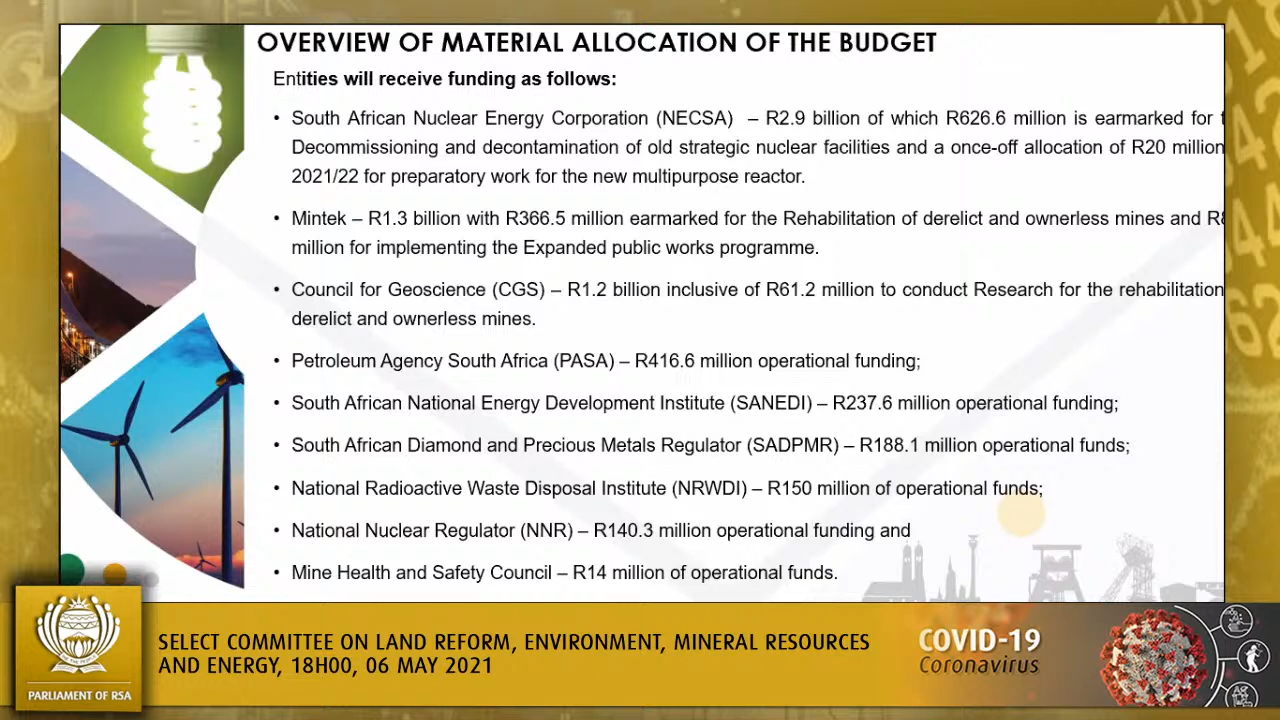 OVERVIEW OF MATERIAL ALLOCATION OF THE BUDGET
Entities will receive funding as follows:
• South African Nuclear Energy Corporation (NECSA) – R2.9 billion of which R626.6 million is earmarked for
Decommissioning and decontamination of old strategic nuclear facilities and a once-off allocation of R20 million
2021/22 for preparatory work for the new multipurpose reactor.
• Mintek – R1.3 billion with R366.5 million earmarked for the Rehabilitation of derelict and ownerless mines and
million for implementing the Expanded public works programme.
• Council for Geoscience (CGS) – R1.2 billion inclusive of R61.2 million to conduct Research for the rehabilitation
derelict and ownerless mines.
• Petroleum Agency South Africa (PASA) – R416.6 million operational funding;
• South African National Energy Development Institute (SANEDI) – R237.6 million operational funding;
• South African Diamond and Precious Metals Regulator (SADPMR) – R188.1 million operational funds;
• National Radioactive Waste Disposal Institute (NRWDI) – R150 million of operational funds;
• National Nuclear Regulator (NNR) – R140.3 million operational funding and
• Mine Health and Safety Council – R14 million of operational funds.
SELECT COMMITTEE ON LAND REFORM, ENVIRONMENT, MINERAL RESOURCES
AND ENERGY, 18H00, 06 MAY 2021
PARLIAMENT OF RSA
COVID-19
Coronavirus